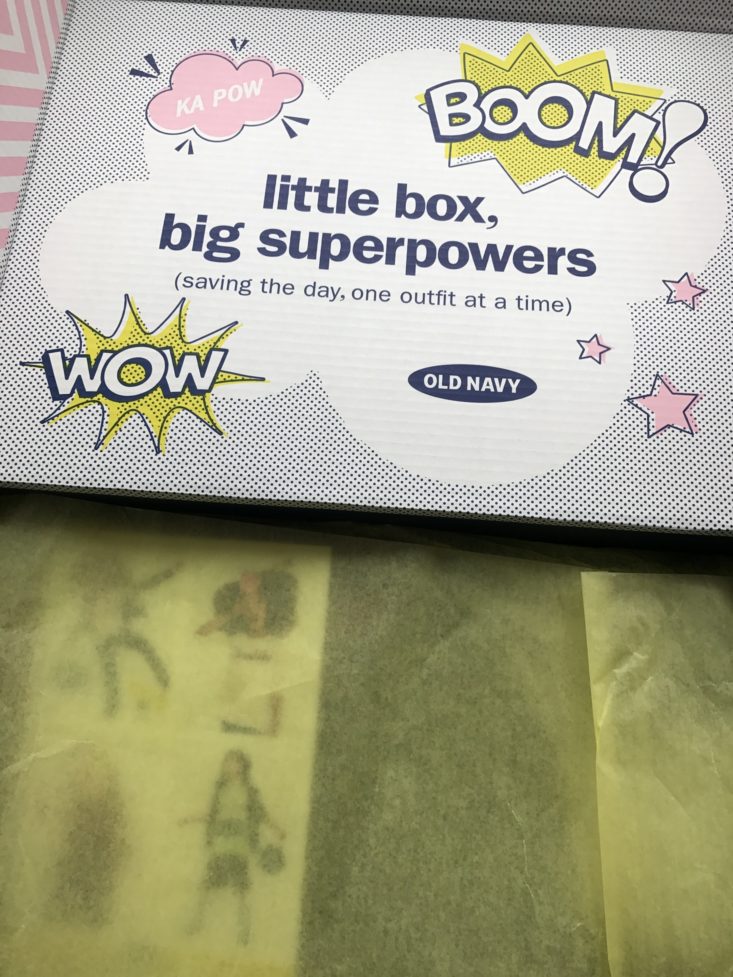 KA POW
BOOM!
little box,
big superpowers
(saving the day, one outfit at a time)
WOW
OLD NAVY